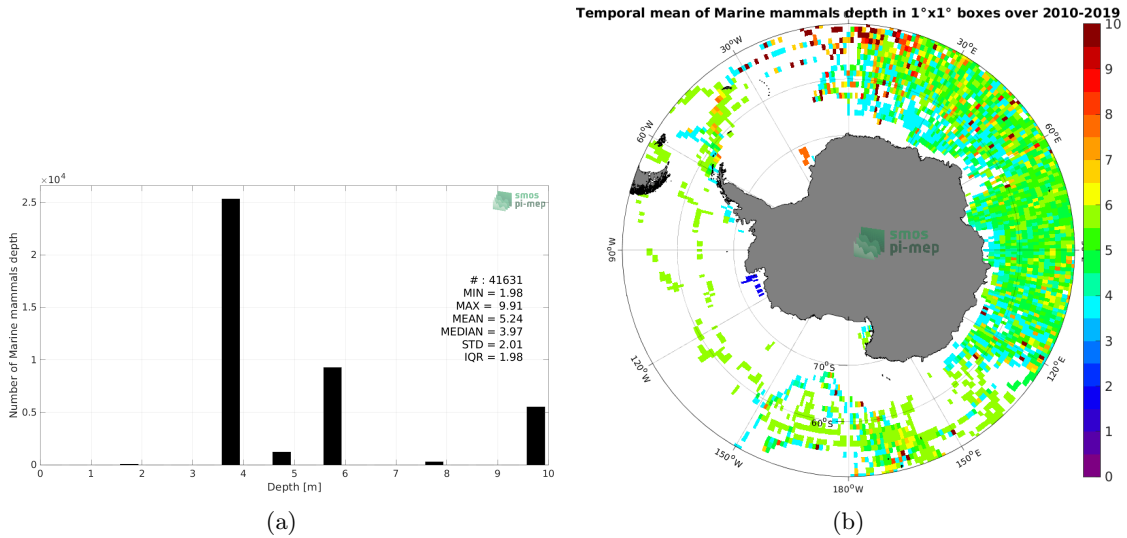 Temporal mean of Marine mammals depth in 1°x1° boxes over 2010-2019
×10⁴
2.5
2
1.5
1
0.5
0
Number of Marine mammals depth
smos
pi-mep
# : 41631
MIN = 1.98
MAX = 9.91
MEAN = 5.24
MEDIAN = 3.97
STD = 2.01
IQR = 1.98
0 1 2 3 4 5 6 7 8 9 10
Depth [m]
(a)
30°W
30°E
60°W
60°E
90°W
120°W
120°E
150°W
150°E
180°W
70°S
60°S
smos
pi-mep
10
9
8
7
6
5
4
3
2
1
0
(b)